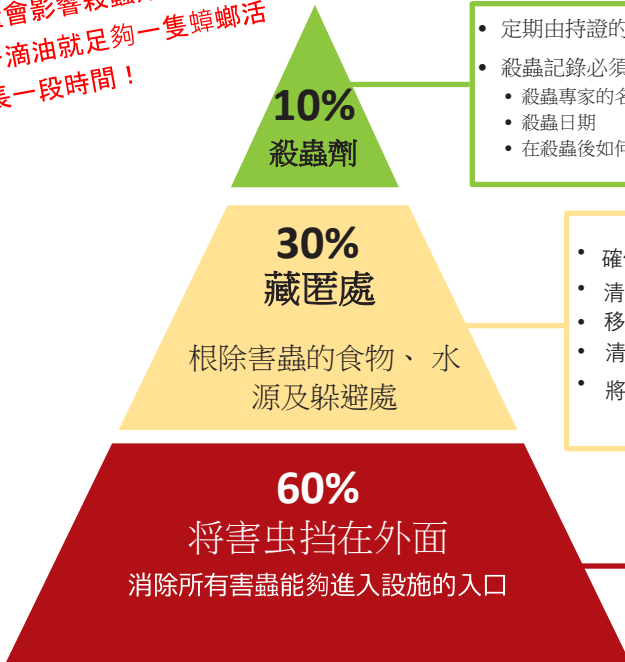 會影響殺蟲
滴油就足夠一隻蟑螂活
長一段時間！
10%
殺蟲劑
• 定期由持證的
• 殺蟲記錄必須
• 殺蟲專家的名
• 殺蟲日期
• 在殺蟲後如何
30%
藏匿處
根除害蟲的食物、 水
源及躲避處
• 確
• 清
• 移
• 清
• 將
60%
将害虫挡在外面
消除所有害蟲能夠進入設施的入口